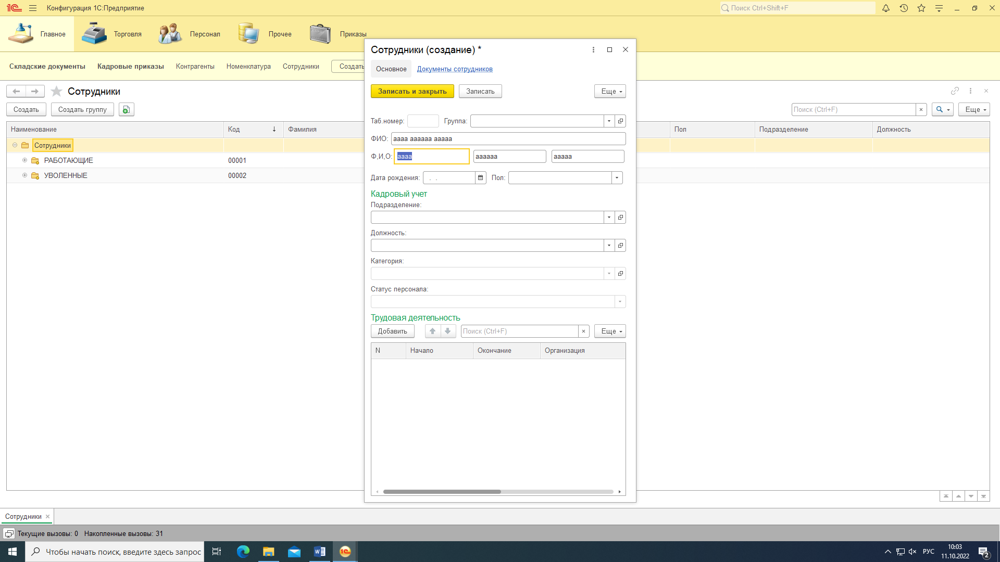 1С Конфигурация 1С:Предприятие Поиск Ctrl+Shift+F
Главное Торговля Персонал Прочее Приказы
Складские документы Кадровые приказы Контрагенты Номенклатура Сотрудники Создать
Сотрудники
Создать Создать группу Поиск (Ctrl+F) × Еще
Наименование Код ↓ Фамилия Пол Подразделение Должность
Сотрудники
РАБОТАЮЩИЕ 00001
УВОЛЕННЫЕ 00002
Сотрудники (создание) *
Основное Документы сотрудников
Записать и закрыть Записать Еще
Таб.номер: Группа:
ФИО: аааа аааааа ааааа
Ф,И,О: аааа аааааа ааааа
Дата рождения: . . Пол:
Кадровый учет
Подразделение:
Должность:
Категория:
Статус персонала:
Трудовая деятельность
Добавить Поиск (Ctrl+F) × Еще
N Начало Окончание Организация
Сотрудники ×
Текущие вызовы: 0 Накопленные вызовы: 31
Чтобы начать поиск, введите здесь запрос
РУС
10:03
11.10.2022
2